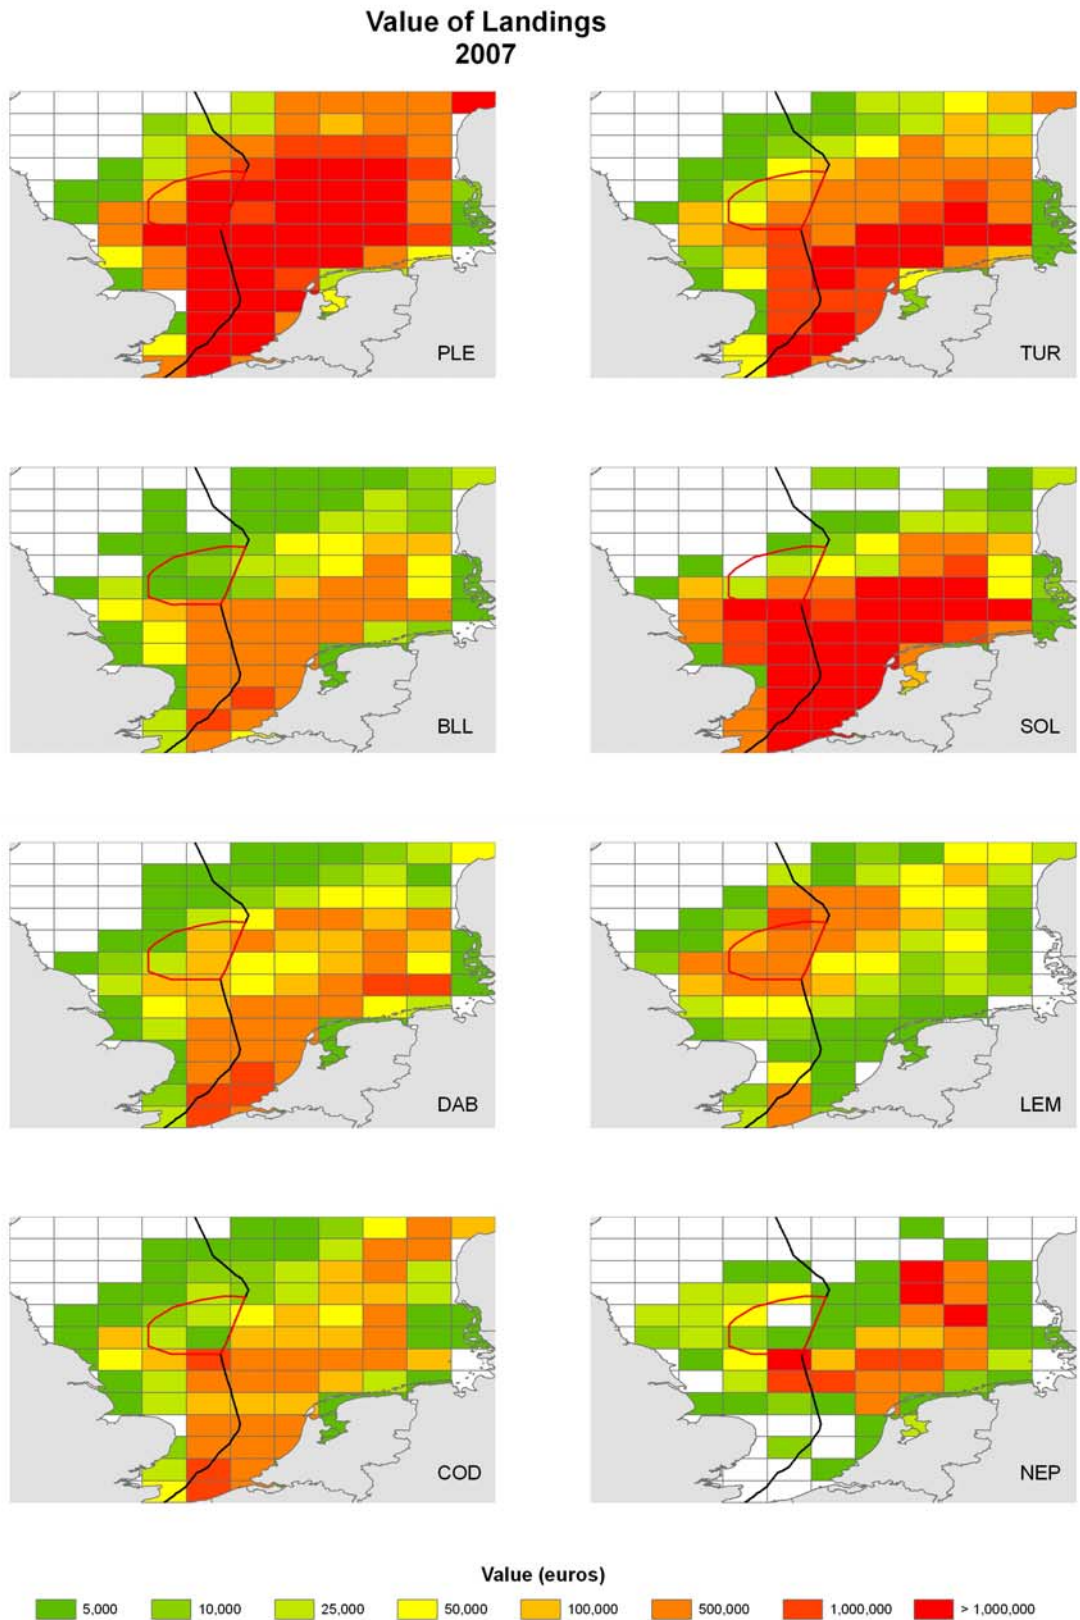 Value of Landings
2007
PLE
TUR
BLL
SOL
DAB
LEM
COD
NEP
Value (euros)
5,000 10,000 25,000 50,000 100,000 500,000 1,000,000 > 1,000,000